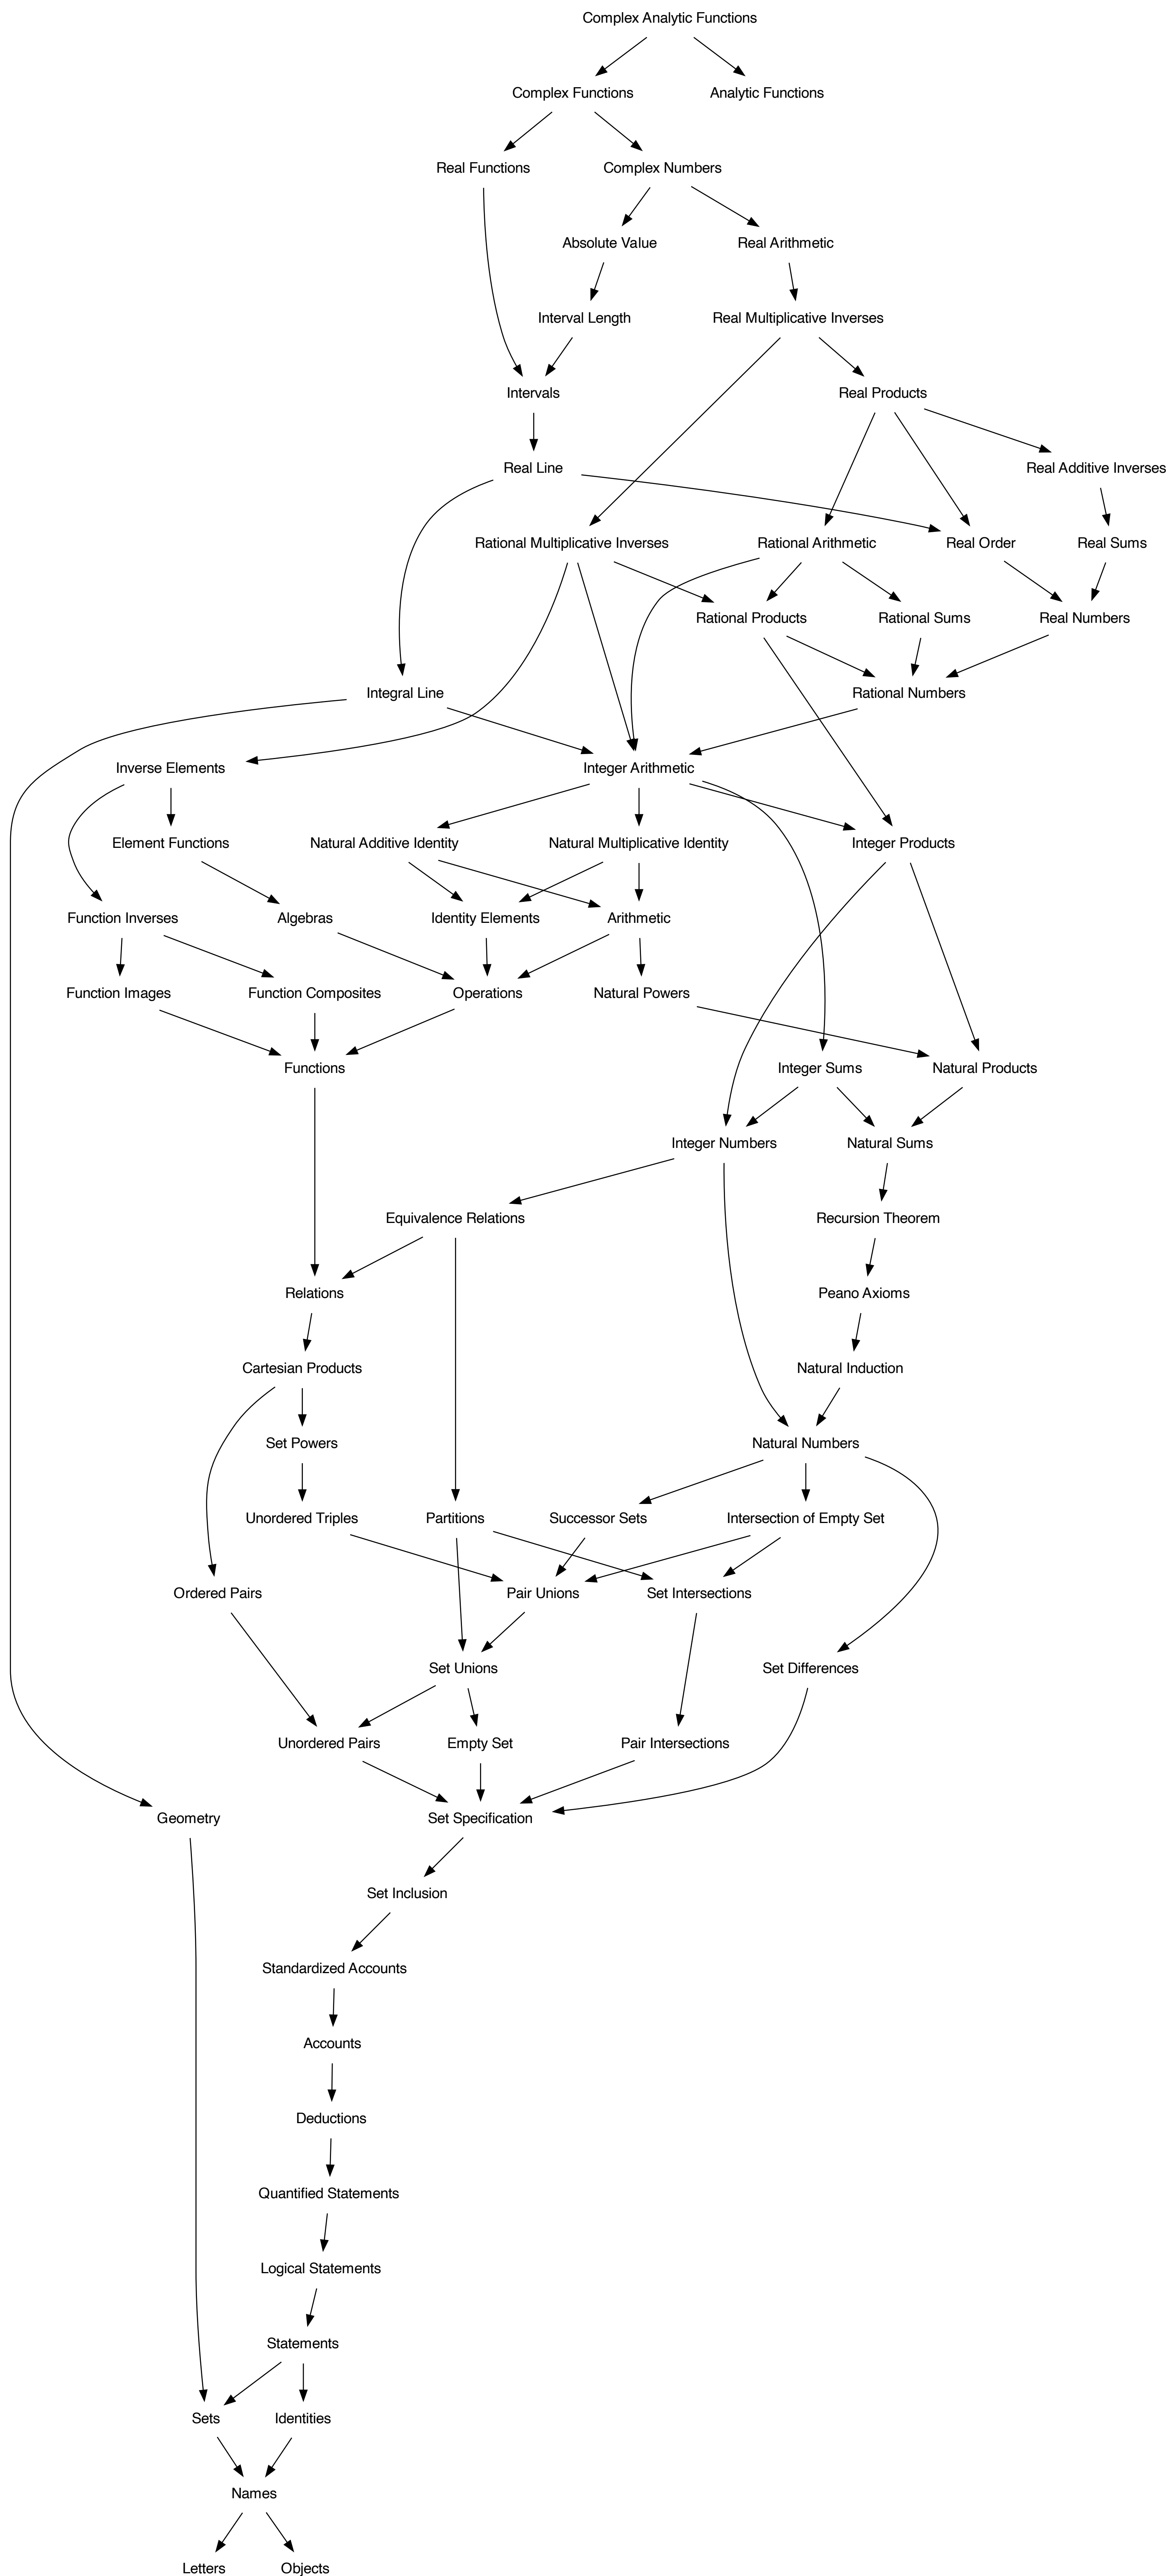 Complex Analytic Functions
Complex Functions
Analytic Functions
Real Functions
Complex Numbers
Absolute Value
Real Arithmetic
Interval Length
Real Multiplicative Inverses
Intervals
Real Products
Real Line
Real Additive Inverses
Rational Multiplicative Inverses
Rational Arithmetic
Real Order
Real Sums
Rational Products
Rational Sums
Real Numbers
Integral Line
Rational Numbers
Inverse Elements
Integer Arithmetic
Element Functions
Natural Additive Identity
Natural Multiplicative Identity
Integer Products
Function Inverses
Algebras
Identity Elements
Arithmetic
Function Images
Function Composites
Operations
Natural Powers
Functions
Integer Sums
Natural Products
Integer Numbers
Natural Sums
Equivalence Relations
Recursion Theorem
Relations
Peano Axioms
Cartesian Products
Natural Induction
Set Powers
Natural Numbers
Unordered Triples
Partitions
Successor Sets
Intersection of Empty Set
Ordered Pairs
Pair Unions
Set Intersections
Set Unions
Set Differences
Unordered Pairs
Empty Set
Pair Intersections
Geometry
Set Specification
Set Inclusion
Standardized Accounts
Accounts
Deductions
Quantified Statements
Logical Statements
Statements
Sets
Identities
Names
Letters
Objects